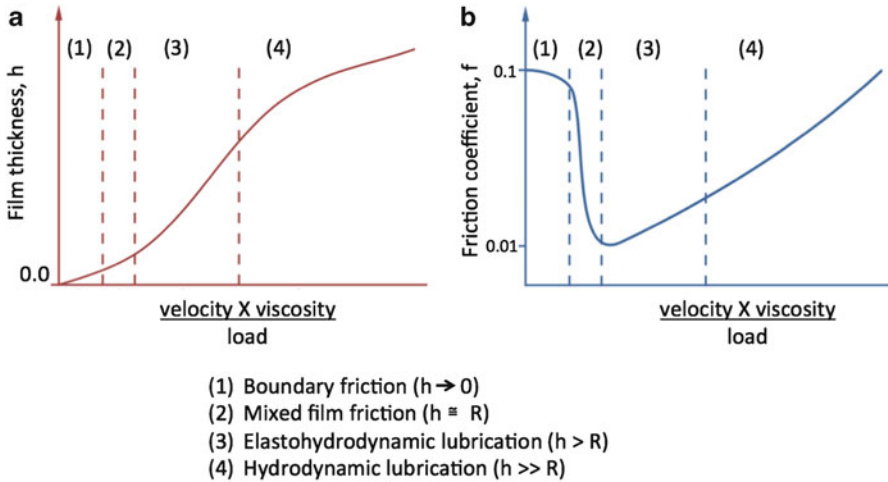 a
(1) (2) (3) (4)
Film thickness, h
0.0
velocity X viscosity
load
b
(1) (2) (3) (4)
Friction coefficient, f
0.1
0.01
velocity X viscosity
load
(1) Boundary friction (h → 0)
(2) Mixed film friction (h ≅ R)
(3) Elastohydrodynamic lubrication (h > R)
(4) Hydrodynamic lubrication (h >> R)